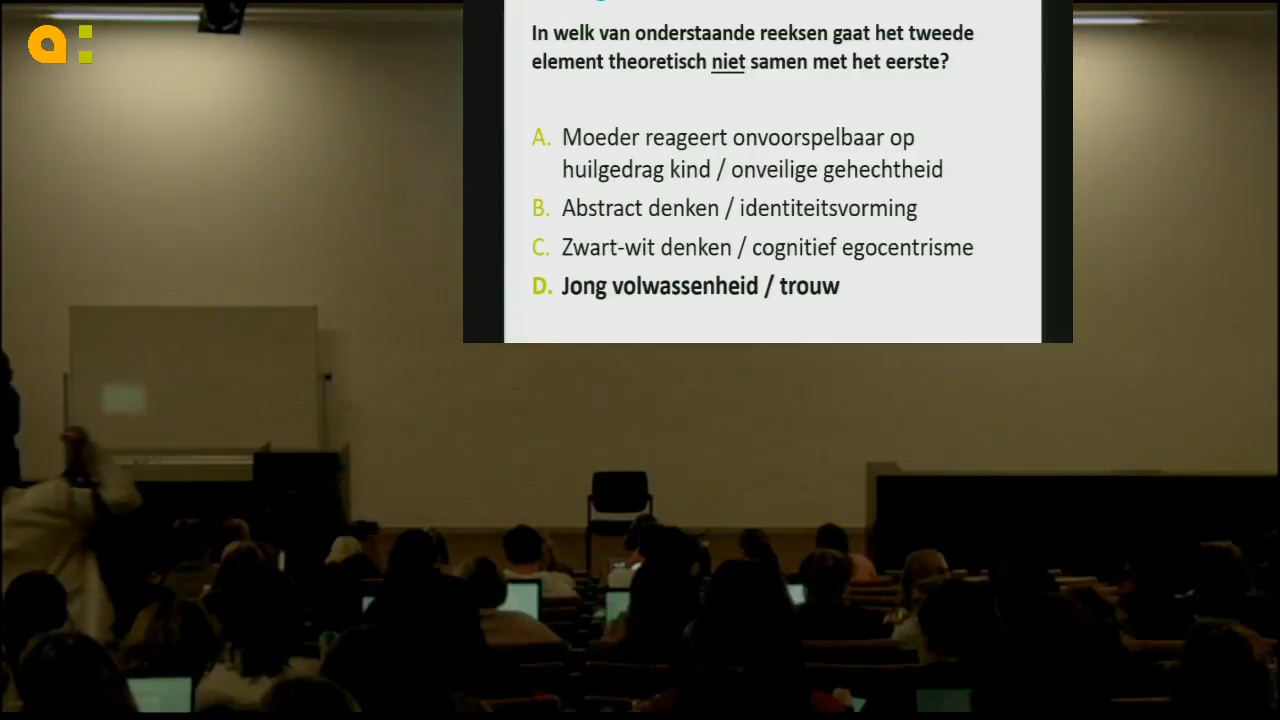 In welk van onderstaande reeksen gaat het tweede
element theoretisch niet samen met het eerste?
A. Moeder reageert onvoorspelbaar op
huilgedrag kind / onveilige gehechtheid
B. Abstract denken / identiteitsvorming
C. Zwart-wit denken / cognitief egocentrisme
D. Jong volwassenheid / trouw